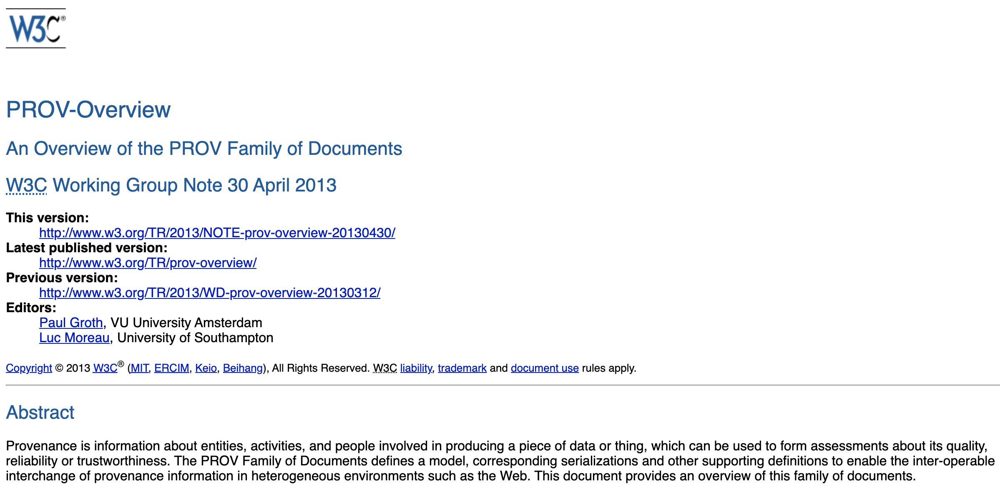 W3C®
PROV-Overview
An Overview of the PROV Family of Documents
W3C Working Group Note 30 April 2013
This version:
http://www.w3.org/TR/2013/NOTE-prov-overview-20130430/
Latest published version:
http://www.w3.org/TR/prov-overview/
Previous version:
http://www.w3.org/TR/2013/WD-prov-overview-20130312/
Editors:
Paul Groth, VU University Amsterdam
Luc Moreau, University of Southampton
Copyright © 2013 W3C® (MIT, ERCIM, Keio, Beihang), All Rights Reserved. W3C liability, trademark and document use rules apply.
Abstract
Provenance is information about entities, activities, and people involved in producing a piece of data or thing, which can be used to form assessments about its quality,
reliability or trustworthiness. The PROV Family of Documents defines a model, corresponding serializations and other supporting definitions to enable the inter-operable
interchange of provenance information in heterogeneous environments such as the Web. This document provides an overview of this family of documents.